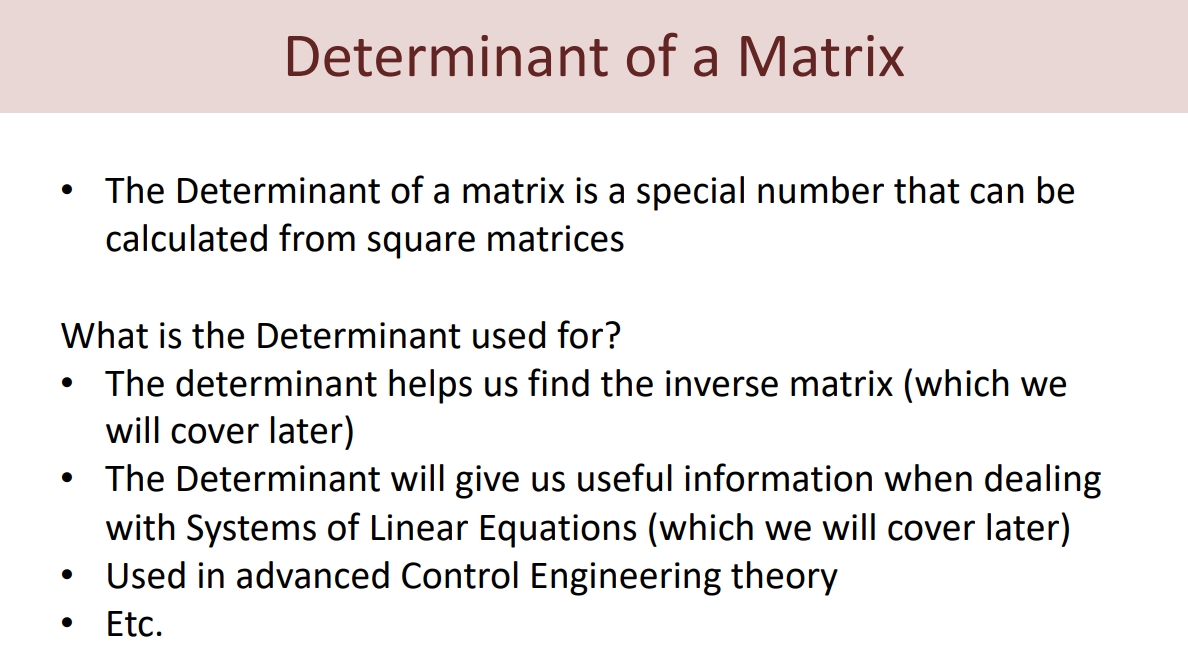 Determinant of a Matrix
• The Determinant of a matrix is a special number that can be
calculated from square matrices
What is the Determinant used for?
• The determinant helps us find the inverse matrix (which we
will cover later)
• The Determinant will give us useful information when dealing
with Systems of Linear Equations (which we will cover later)
• Used in advanced Control Engineering theory
• Etc.